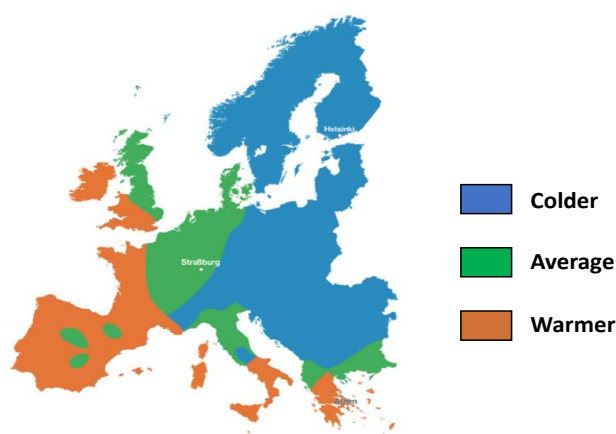 Helsinki
Colder
Average
Straßburg
Warmer
Athen